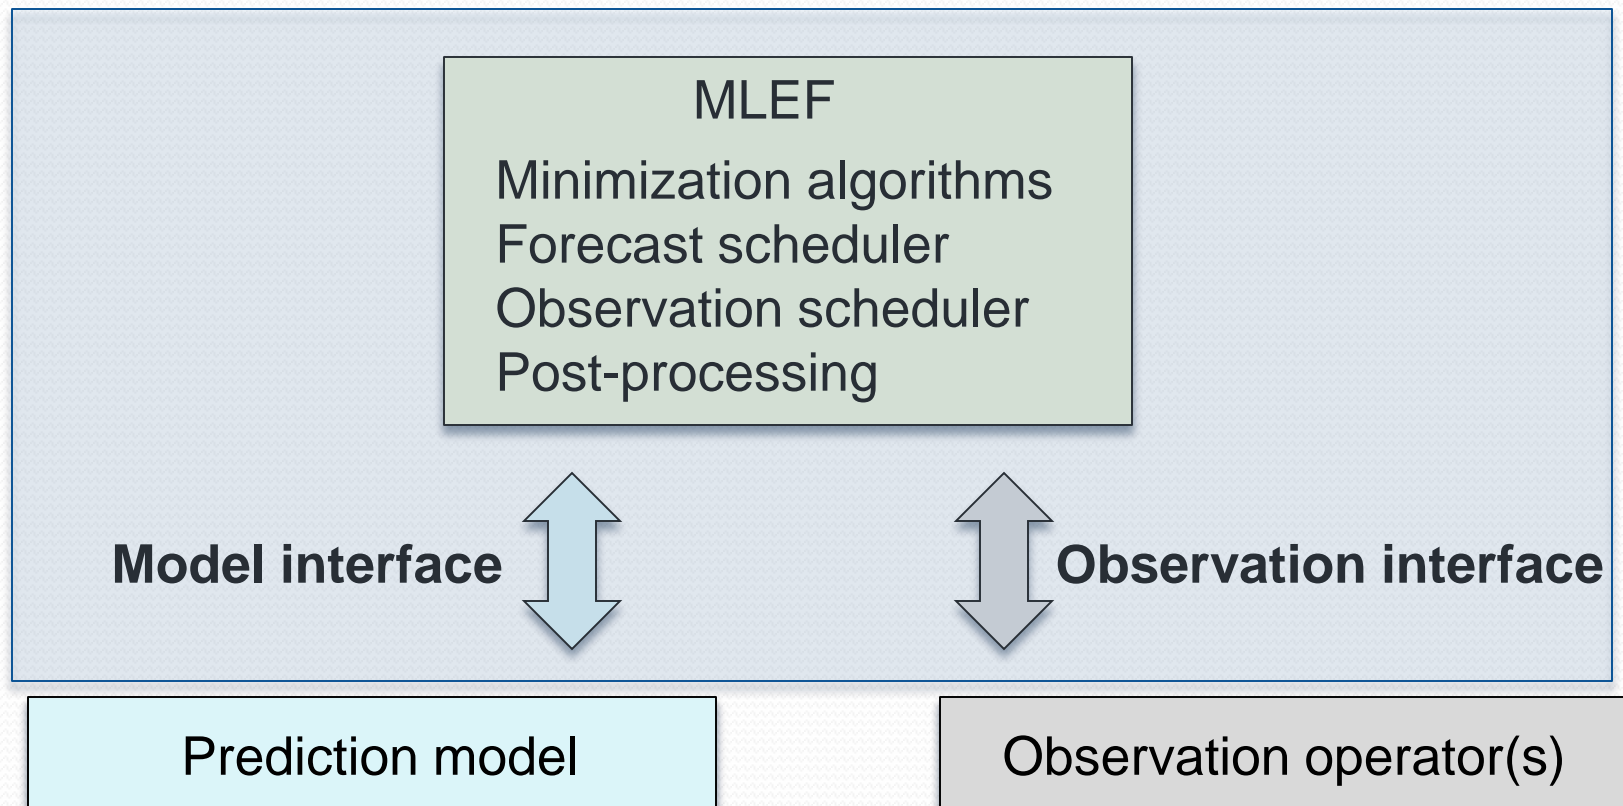 MLEF
Minimization algorithms
Forecast scheduler
Observation scheduler
Post-processing
Model interface
Observation interface
Prediction model
Observation operator(s)